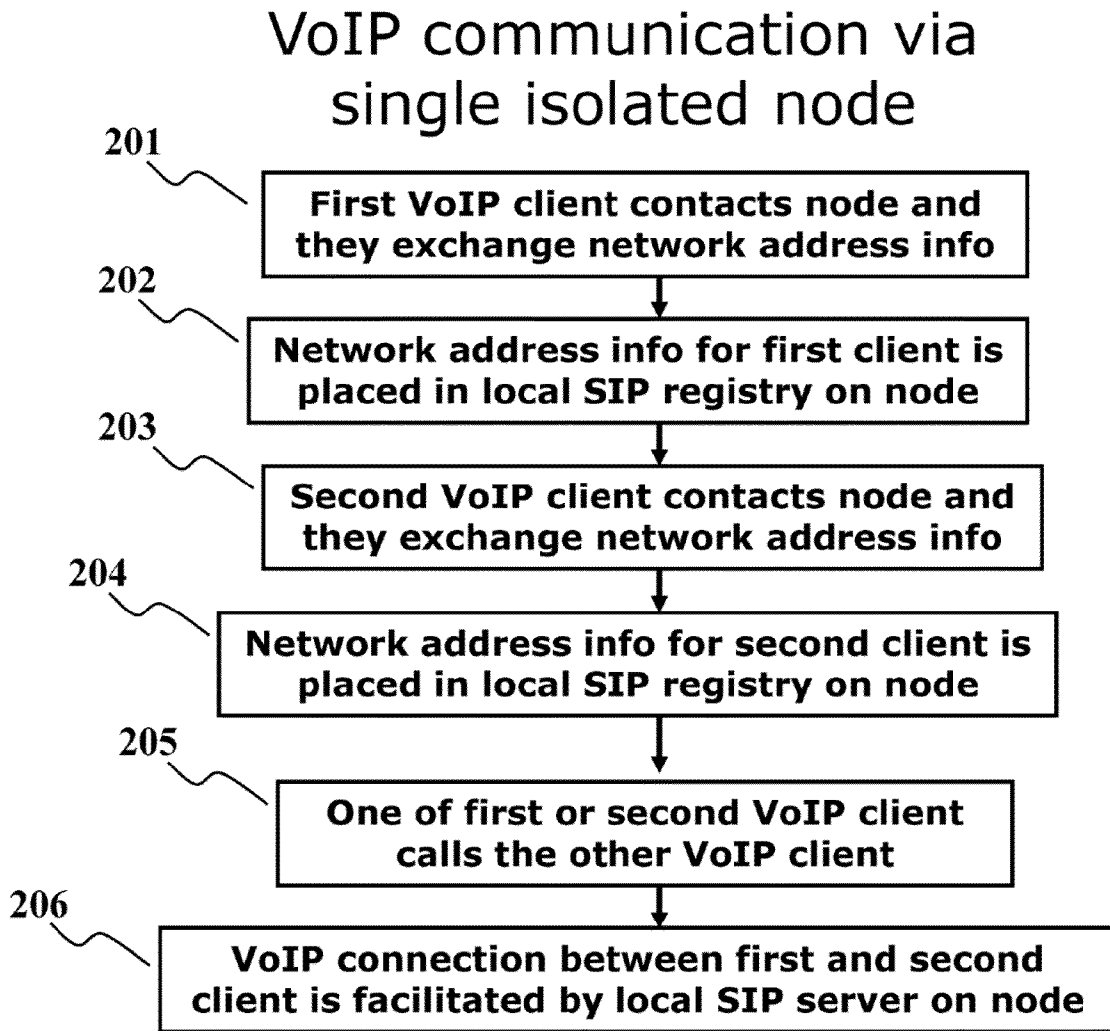 VoIP communication via
single isolated node
201
First VoIP client contacts node and
they exchange network address info
202
Network address info for first client is
placed in local SIP registry on node
203
Second VoIP client contacts node and
they exchange network address info
204
Network address info for second client is
placed in local SIP registry on node
205
One of first or second VoIP client
calls the other VoIP client
206
VoIP connection between first and second
client is facilitated by local SIP server on node